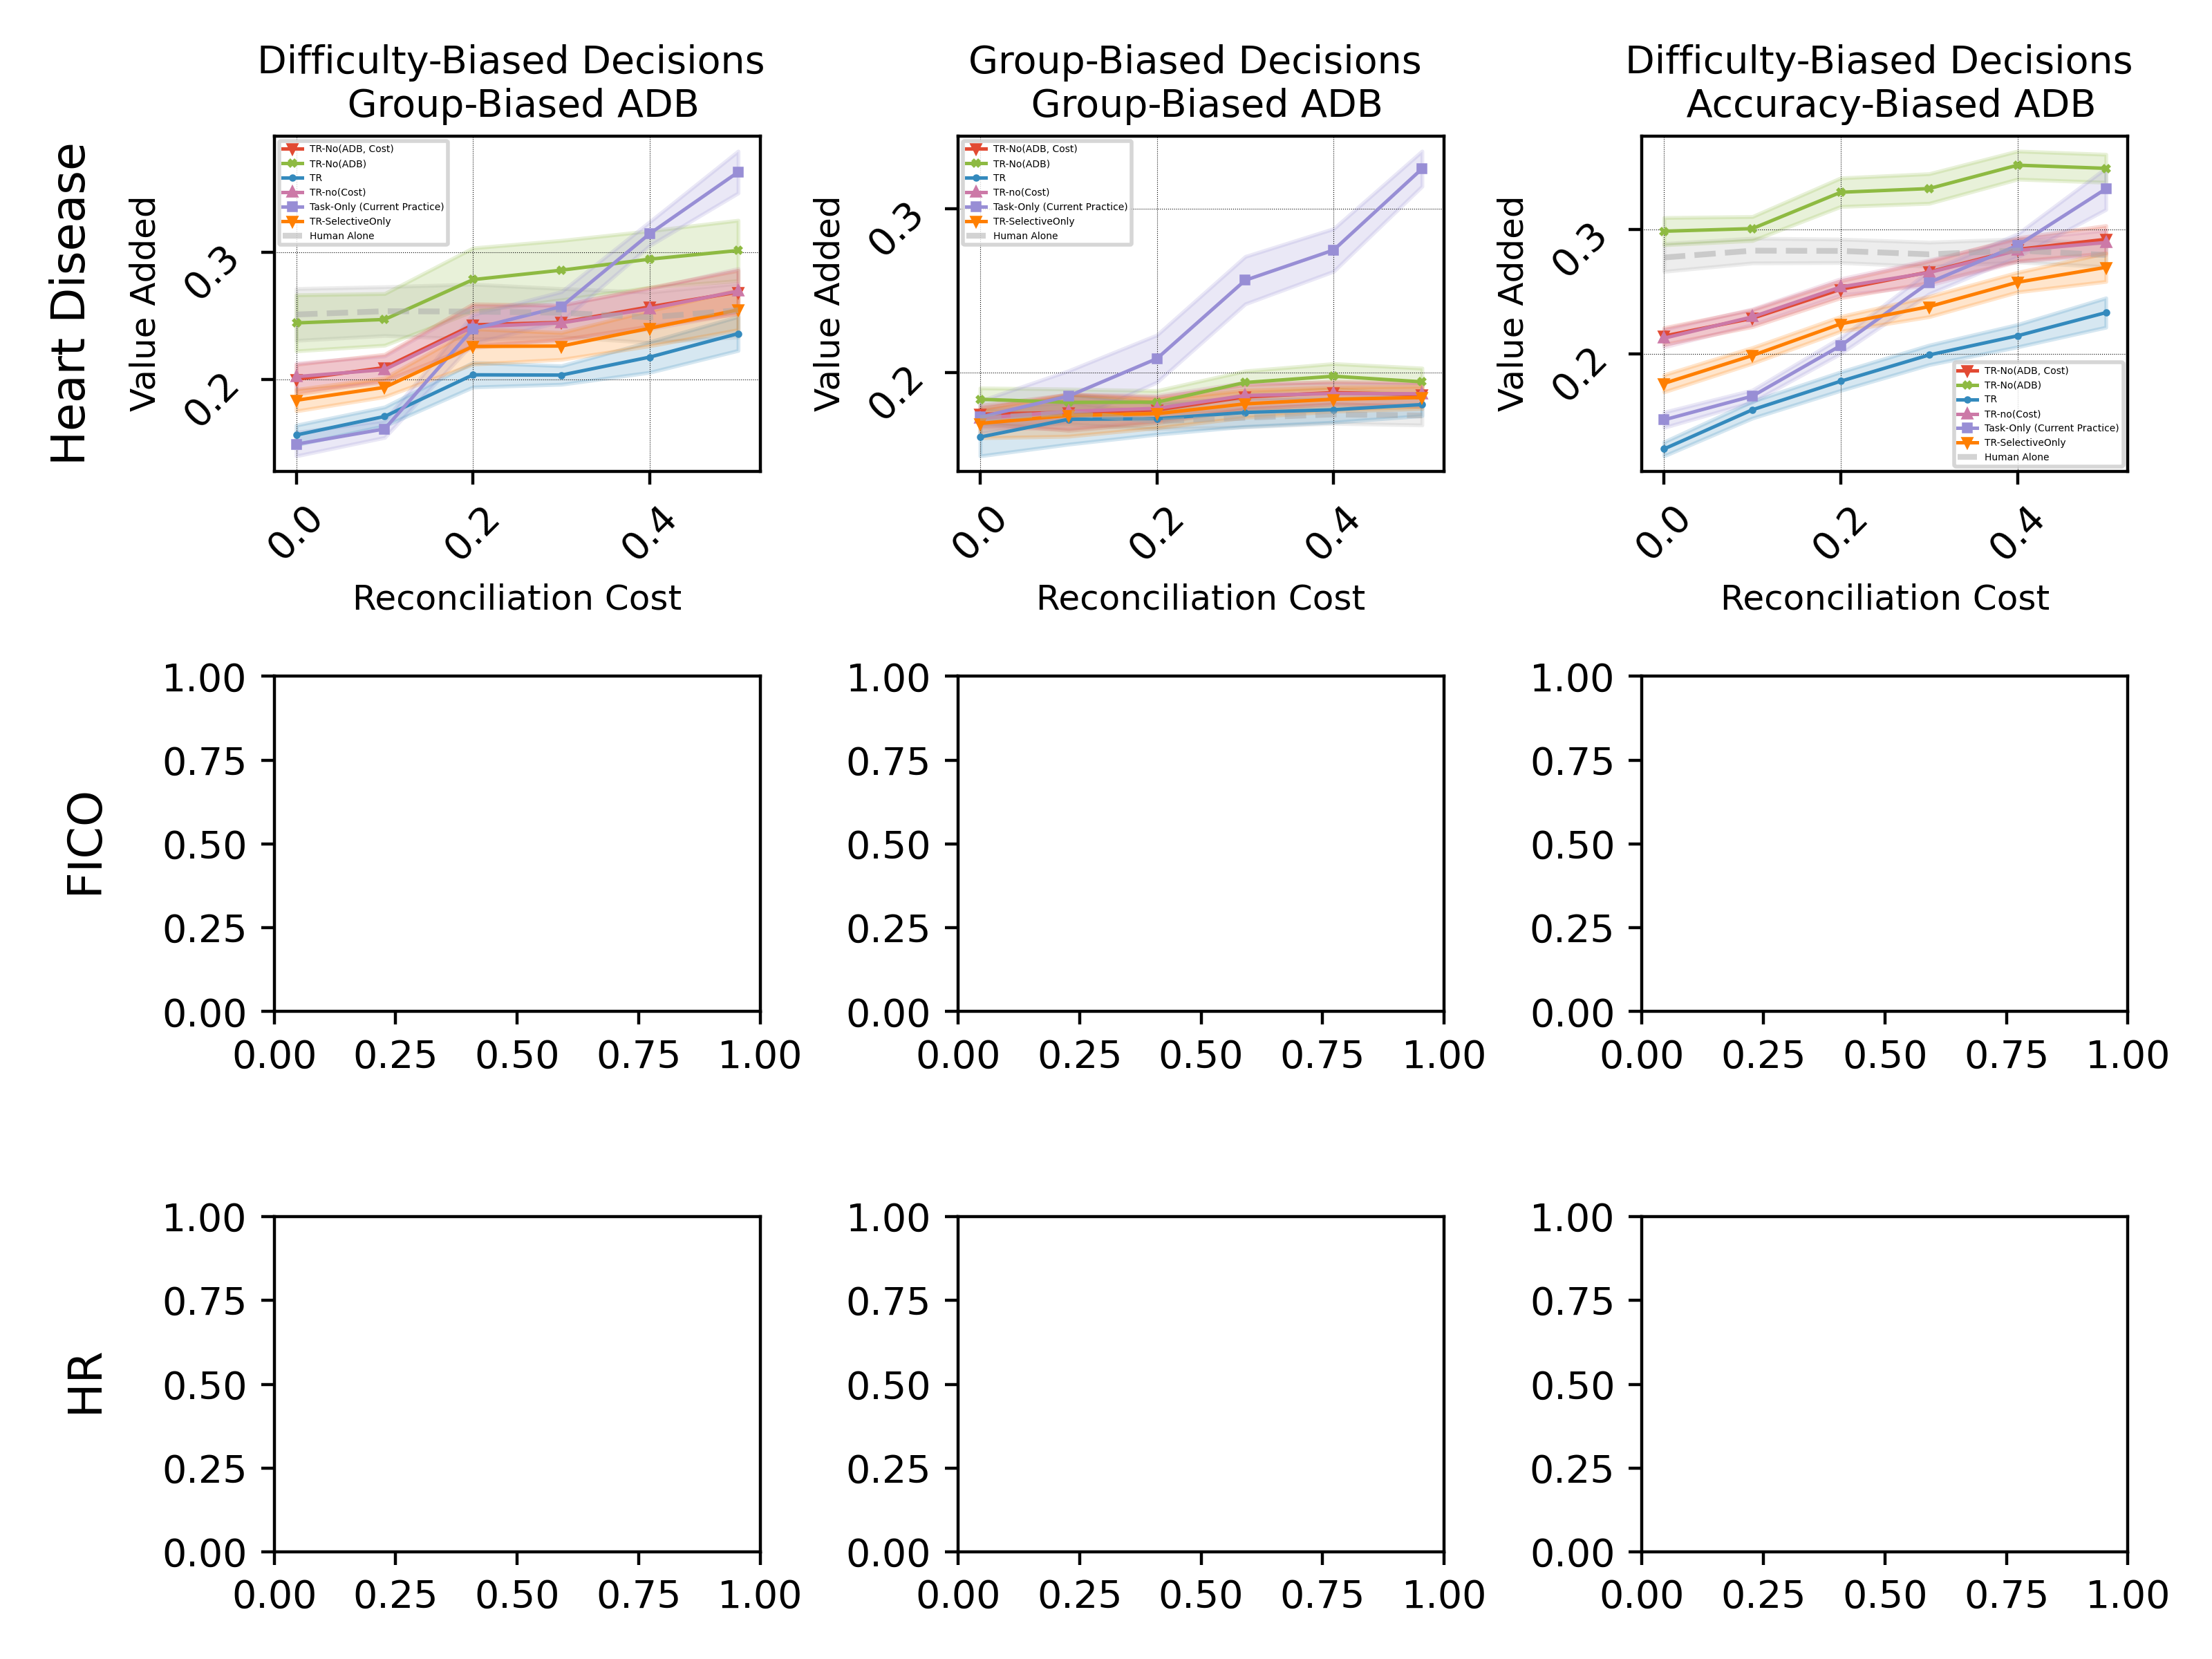 Difficulty-Biased Decisions
Group-Biased ADB
Group-Biased Decisions
Group-Biased ADB
Difficulty-Biased Decisions
Accuracy-Biased ADB
Heart Disease
Value Added
0.3
0.2
TR-No(ADB, Cost)
TR-No(ADB)
TR
TR-no(Cost)
Task-Only (Current Practice)
TR-SelectiveOnly
Human Alone
0.0
0.2
0.4
Reconciliation Cost
Value Added
0.3
0.2
TR-No(ADB, Cost)
TR-No(ADB)
TR
TR-no(Cost)
Task-Only (Current Practice)
TR-SelectiveOnly
Human Alone
0.0
0.2
0.4
Reconciliation Cost
Value Added
0.3
0.2
TR-No(ADB, Cost)
TR-No(ADB)
TR
TR-no(Cost)
Task-Only (Current Practice)
TR-SelectiveOnly
Human Alone
0.0
0.2
0.4
Reconciliation Cost
FICO
1.00
0.75
0.50
0.25
0.00
0.00 0.25 0.50 0.75 1.00
1.00
0.75
0.50
0.25
0.00
0.00 0.25 0.50 0.75 1.00
1.00
0.75
0.50
0.25
0.00
0.00 0.25 0.50 0.75 1.00
HR
1.00
0.75
0.50
0.25
0.00
0.00 0.25 0.50 0.75 1.00
1.00
0.75
0.50
0.25
0.00
0.00 0.25 0.50 0.75 1.00
1.00
0.75
0.50
0.25
0.00
0.00 0.25 0.50 0.75 1.00